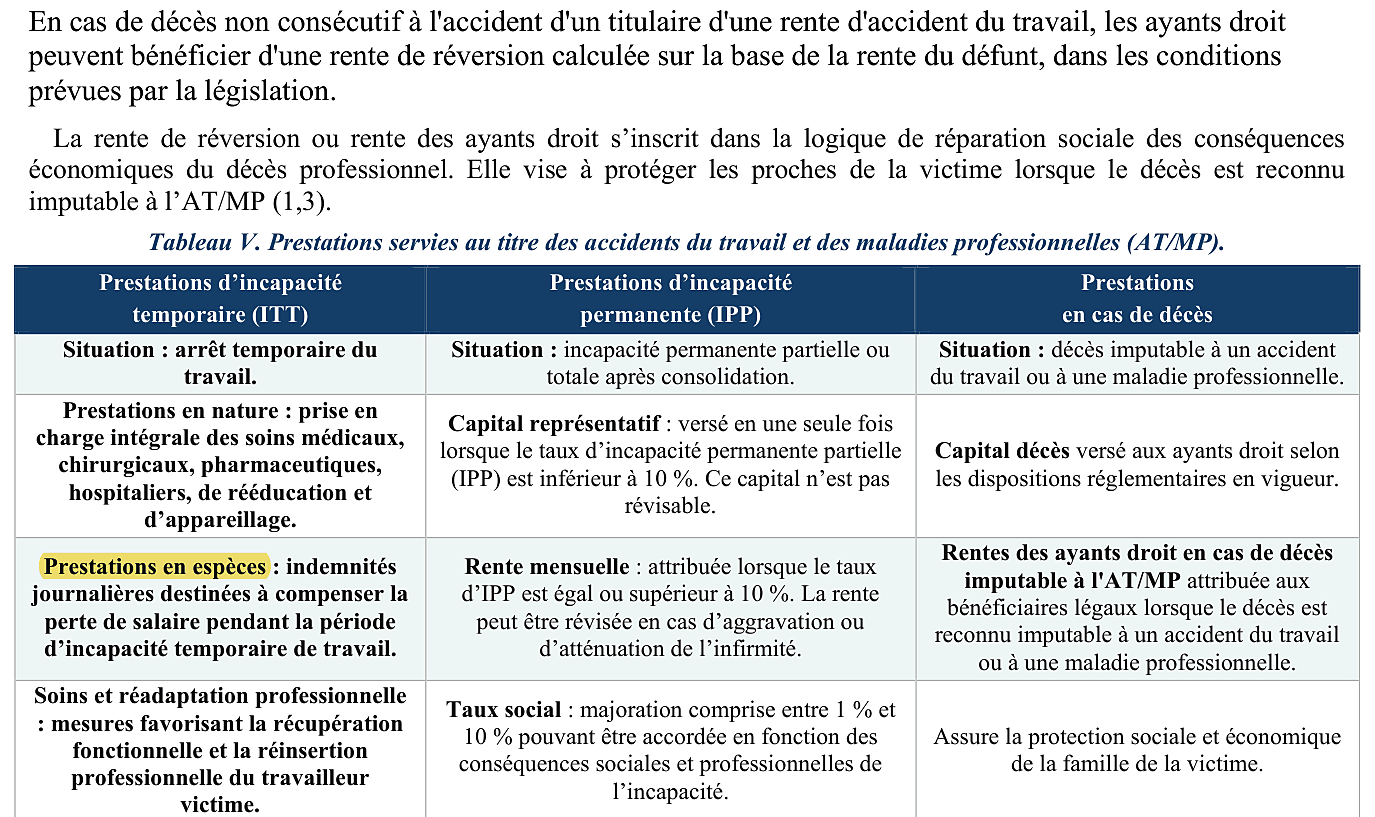 En cas de décès non consécutif à l'accident d'un titulaire d'une rente d'accident du travail, les ayants droit
peuvent bénéficier d'une rente de réversion calculée sur la base de la rente du défunt, dans les conditions
prévues par la législation.
La rente de réversion ou rente des ayants droit s’inscrit dans la logique de réparation sociale des conséquences
économiques du décès professionnel. Elle vise à protéger les proches de la victime lorsque le décès est reconnu
imputable à l’AT/MP (1,3).
Tableau V. Prestations servies au titre des accidents du travail et des maladies professionnelles (AT/MP).
Prestations d’incapacité
temporaire (ITT)
Prestations d’incapacité
permanente (IPP)
Prestations
en cas de décès
Situation : arrêt temporaire du
travail.
Situation : incapacité permanente partielle ou
totale après consolidation.
Situation : décès imputable à un accident
du travail ou à une maladie professionnelle.
Prestations en nature : prise en
charge intégrale des soins médicaux,
chirurgicaux, pharmaceutiques,
hospitaliers, de rééducation et
d’appareillage.
Capital représentatif : versé en une seule fois
lorsque le taux d’incapacité permanente partielle
(IPP) est inférieur à 10 %. Ce capital n’est pas
révisable.
Capital décès versé aux ayants droit selon
les dispositions réglementaires en vigueur.
Prestations en espèces : indemnités
journalières destinées à compenser la
perte de salaire pendant la période
d’incapacité temporaire de travail.
Rente mensuelle : attribuée lorsque le taux
d’IPP est égal ou supérieur à 10 %. La rente
peut être révisée en cas d’aggravation ou
d’atténuation de l’infirmité.
Rentes des ayants droit en cas de décès
imputable à l'AT/MP attribuée aux
bénéficiaires légaux lorsque le décès est
reconnu imputable à un accident du travail
ou à une maladie professionnelle.
Soins et réadaptation professionnelle
: mesures favorisant la récupération
fonctionnelle et la réinsertion
professionnelle du travailleur
victime.
Taux social : majoration comprise entre 1 % et
10 % pouvant être accordée en fonction des
conséquences sociales et professionnelles de
l’incapacité.
Assure la protection sociale et économique
de la famille de la victime.